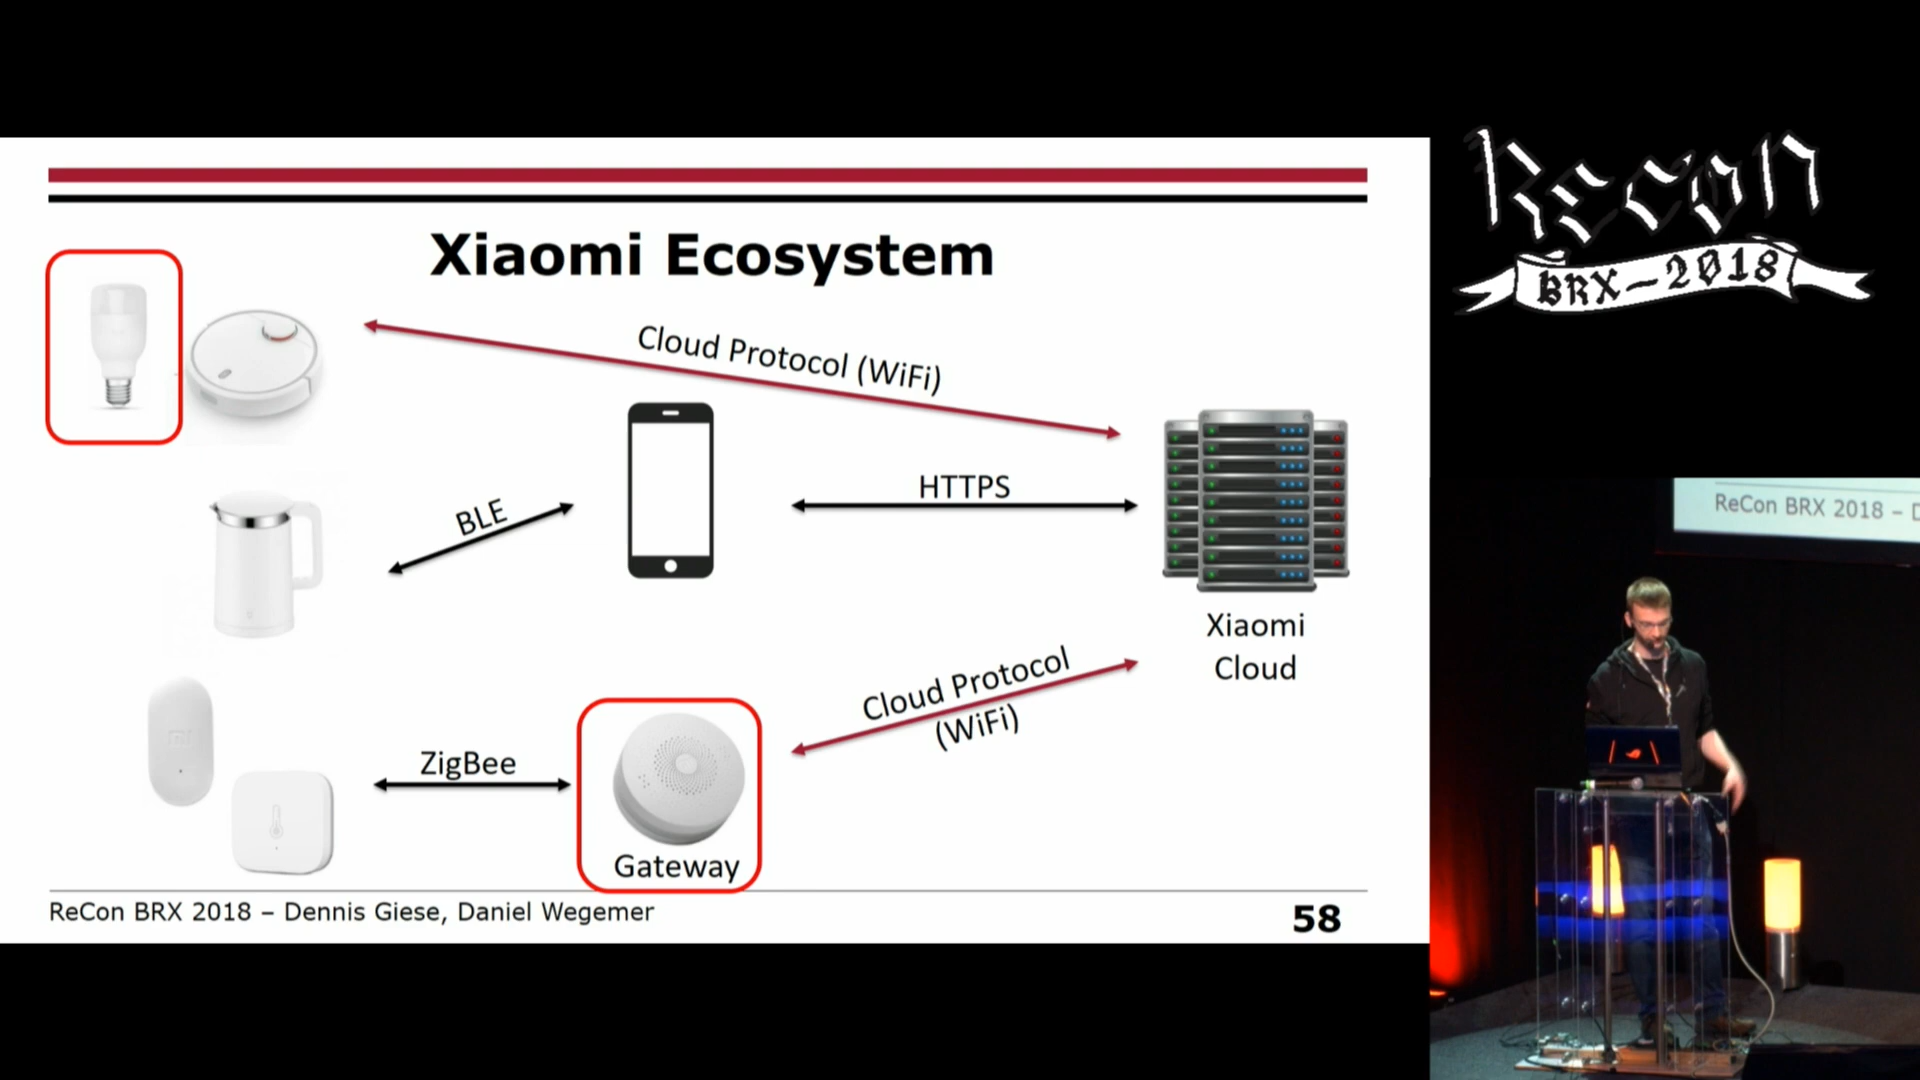 Xiaomi Ecosystem
Cloud Protocol (WiFi)
BLE
HTTPS
Xiaomi
Cloud
Cloud Protocol
(WiFi)
ZigBee
Gateway
ReCon BRX 2018 – Dennis Giese, Daniel Wegemer
58
Recon
BRX-2018
ReCon BRX 2018 – D